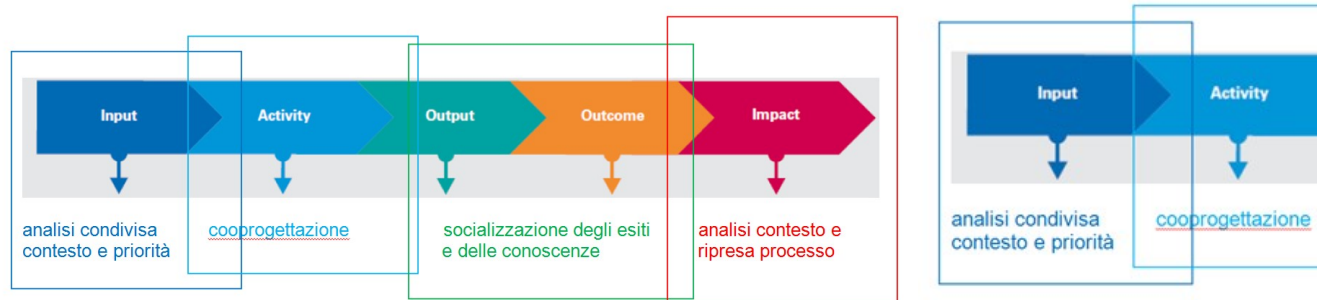 Input
Activity
Output
Outcome
Impact
analisi condivisa
contesto e priorità
cooprogettazione
socializzazione degli esiti
e delle conoscenze
analisi contesto e
ripresa processo
Input
Activity
analisi condivisa
contesto e priorità
cooprogettazione